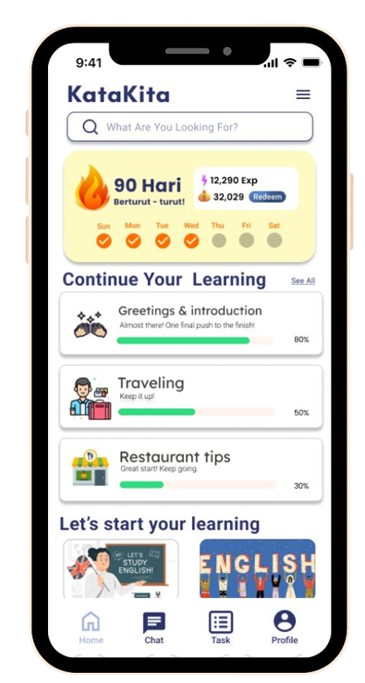 9:41
KataKita
What Are You Looking For?
90 Hari
Berturut - turut!
12,290 Exp
32,029 Redeem
Sun Mon Tue Wed Thu Fri Sat
Continue Your Learning See All
Greetings & introduction
Almost there! One final push to the finish!
80%
Traveling
Keep it up!
50%
Restaurant tips
Great start! Keep going.
30%
Let's start your learning
LET'S
STUDY
ENGLISH!
ENGLISH
Home Chat Task Profile